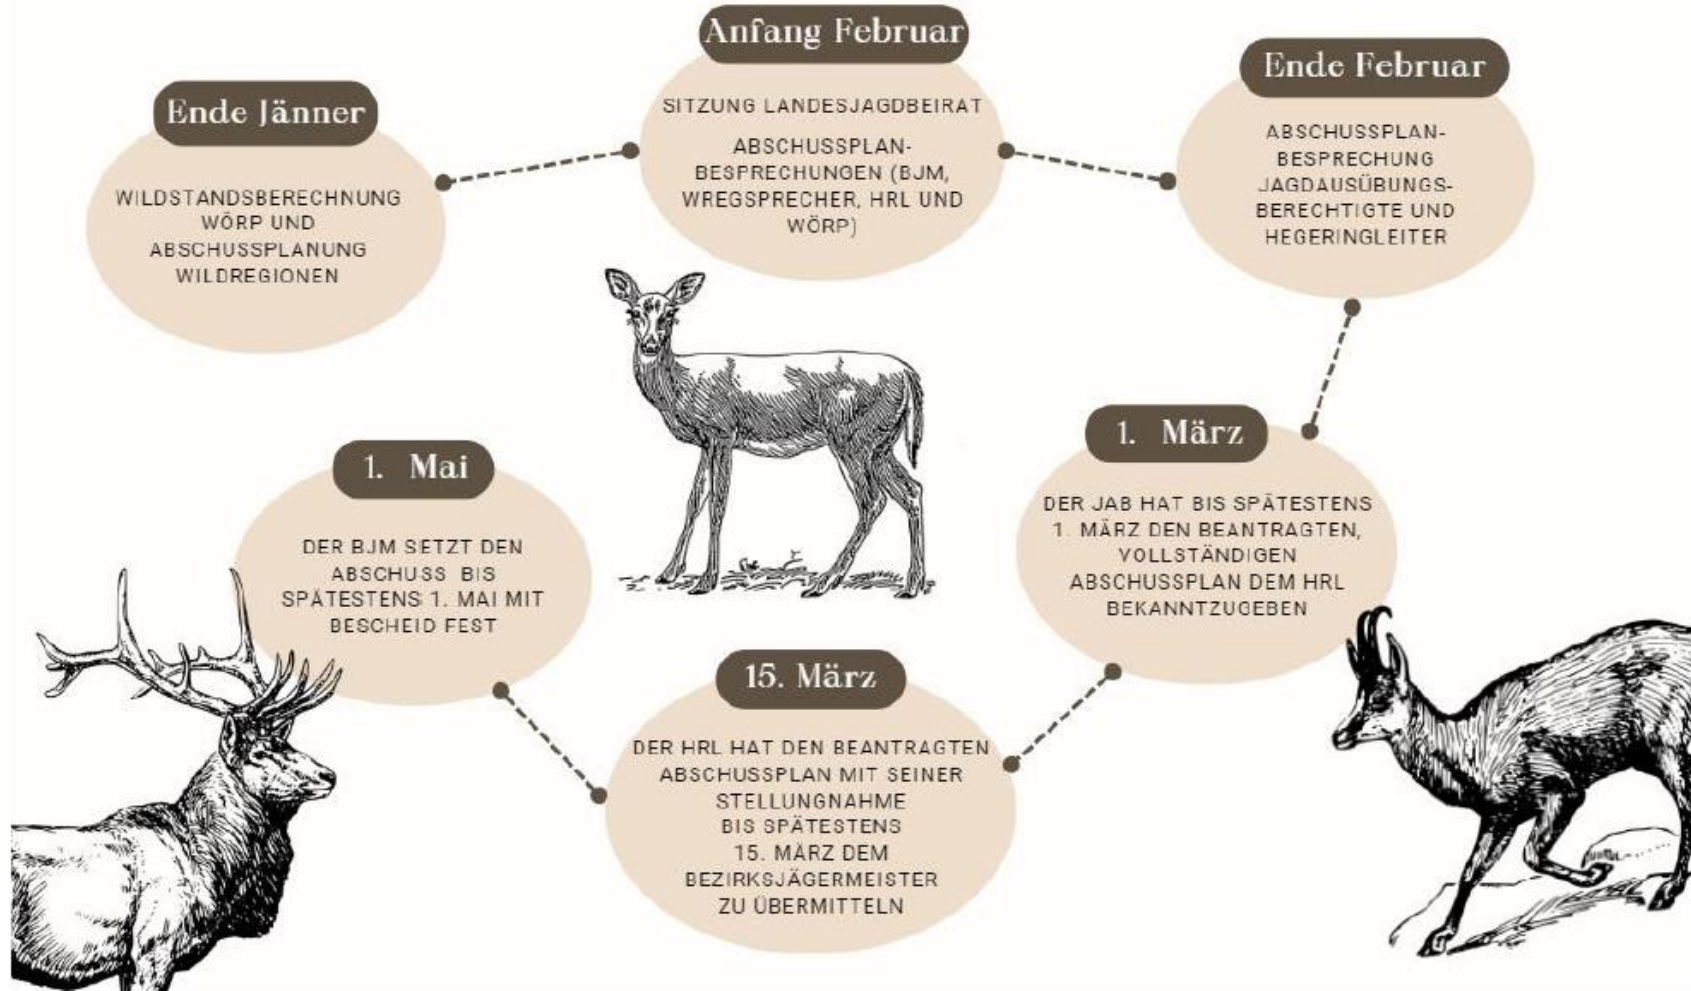 Ende Jänner
WILDSTANDSBERECHNUNG
WÖRP UND
ABSCHUSSPLANUNG
WILDREGIONEN
Anfang Februar
SITZUNG LANDESJAGDBEIRAT
ABSCHUSSPLAN-
BESPRECHUNGEN (BJM,
WREGSPRECHER, HRL UND
WÖRP)
Ende Februar
ABSCHUSSPLAN-
BESPRECHUNG
JAGDAUSÜBUNGS-
BERECHTIGTE UND
HEGERINGLEITER
1. März
DER JAB HAT BIS SPÄTESTENS
1. MÄRZ DEN BEANTRAGTEN,
VOLLSTÄNDIGEN
ABSCHUSSPLAN DEM HRL
BEKANNTZUGEBEN
15. März
DER HRL HAT DEN BEANTRAGTEN
ABSCHUSSPLAN MIT SEINER
STELLUNGNAHME
BIS SPÄTESTENS
15. MÄRZ DEM
BEZIRKSJÄGERMEISTER
ZU ÜBERMITTELN
1. Mai
DER BJM SETZT DEN
ABSCHUSS BIS
SPÄTESTENS 1. MAI MIT
BESCHEID FEST